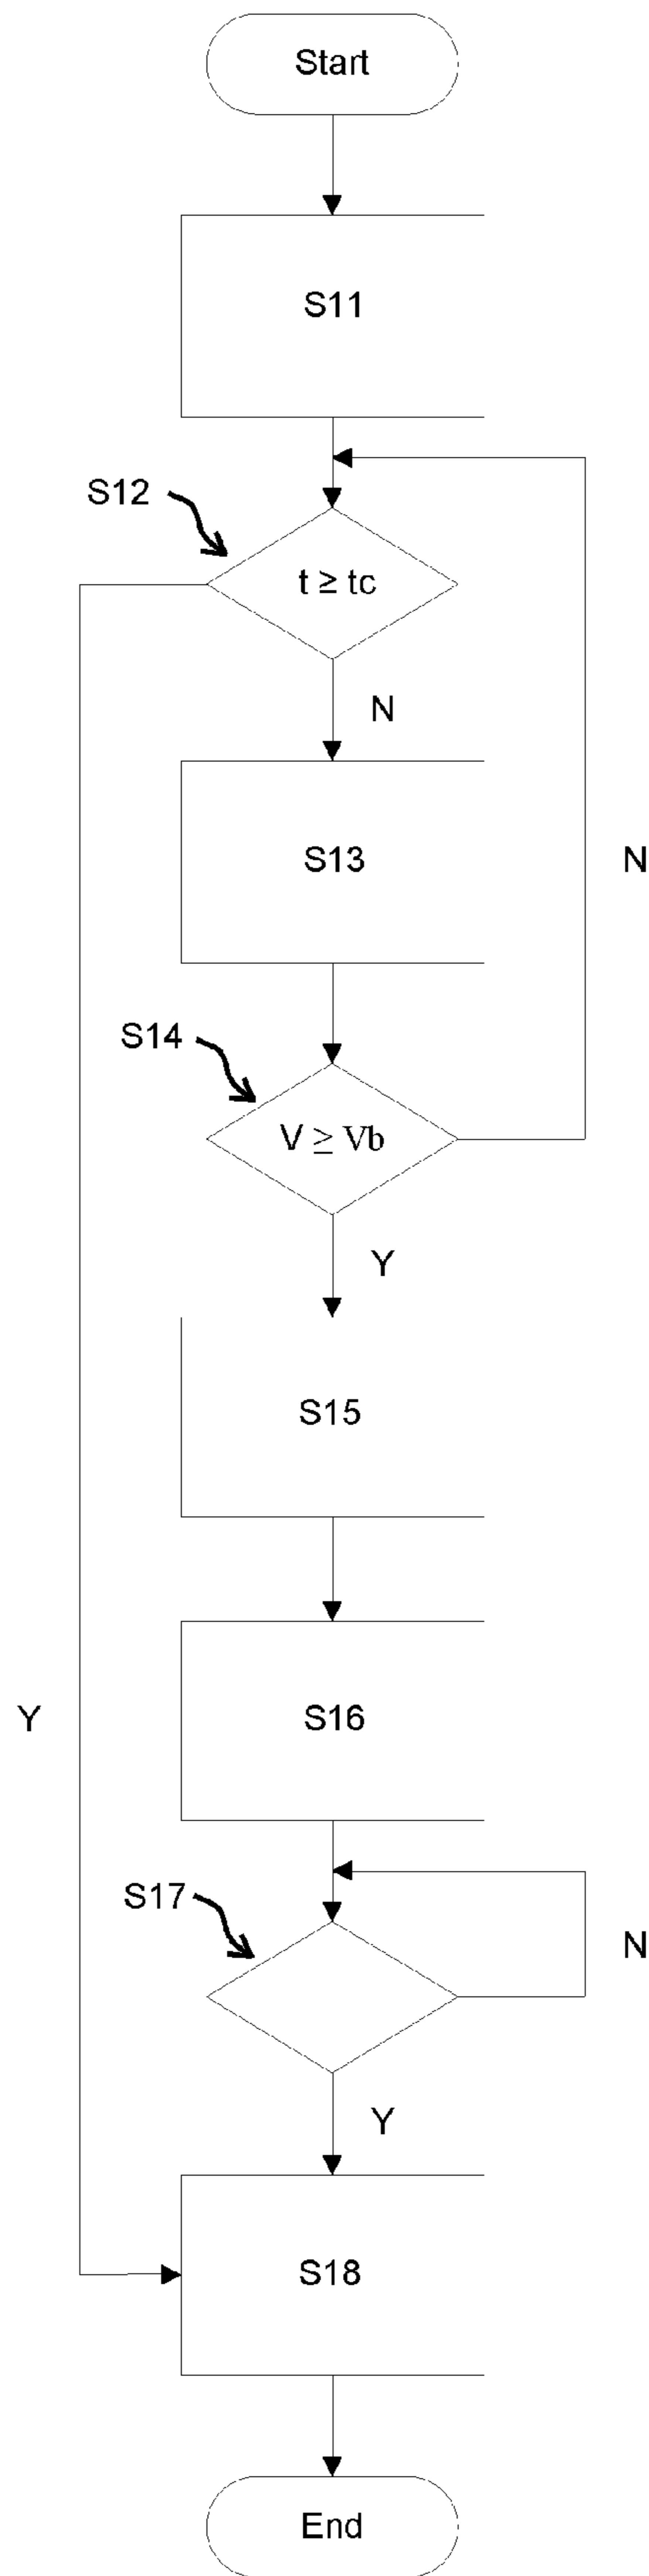 Start
S11
S12
t ≥ tc
N
S13
N
S14
V ≥ Vb
Y
S15
S16
Y
S17
N
Y
S18
End